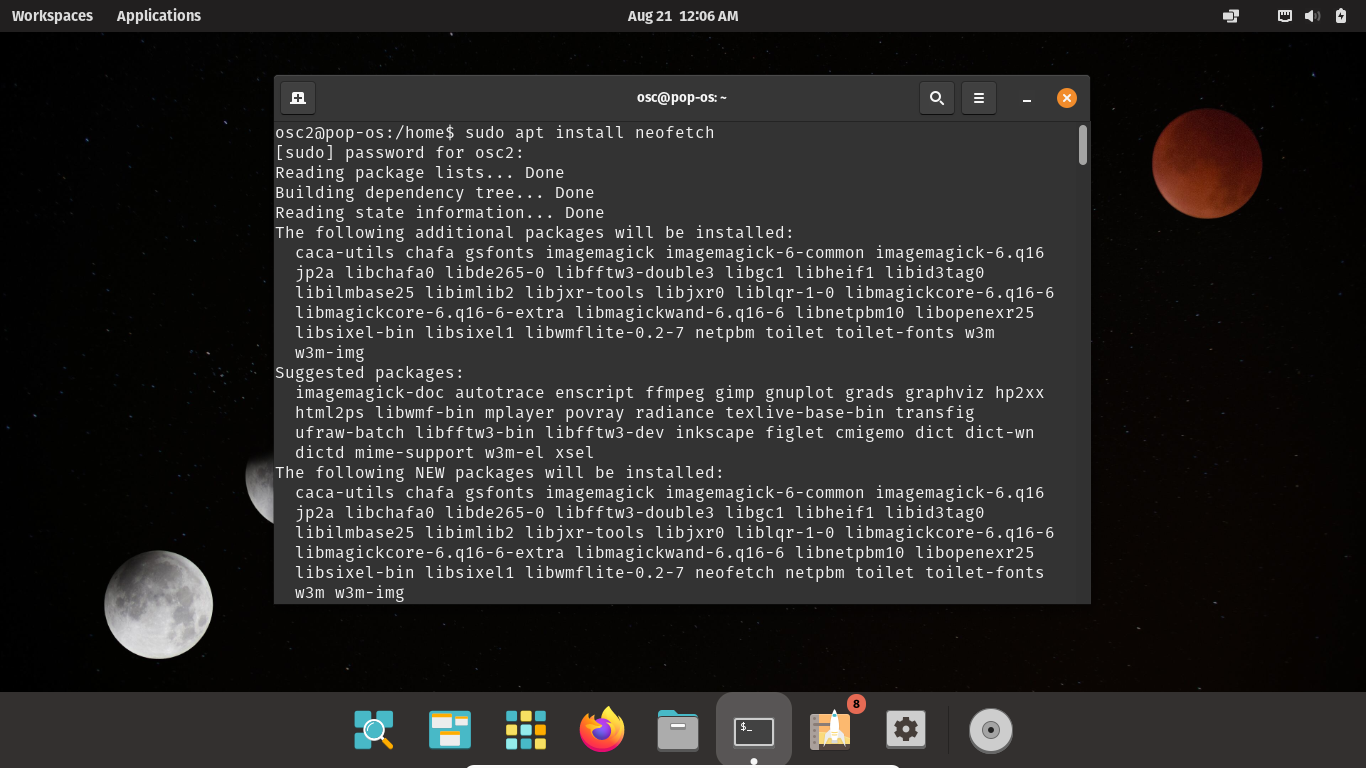 Workspaces Applications Aug 21 12:06 AM
osc@pop-os: ~
osc2@pop-os:/home$ sudo apt install neofetch
[sudo] password for osc2:
Reading package lists... Done
Building dependency tree... Done
Reading state information... Done
The following additional packages will be installed:
caca-utils chafa gsfonts imagemagick imagemagick-6-common imagemagick-6.q16
jp2a libchafa0 libde265-0 libfftw3-double3 libgc1 libheif1 libid3tag0
libilmbase25 libimlib2 libjxr-tools libjxr0 liblqr-1-0 libmagickcore-6.q16-6
libmagickcore-6.q16-6-extra libmagickwand-6.q16-6 libnetpbm10 libopenexr25
libsixel-bin libsixel1 libwmflite-0.2-7 netpbm toilet toilet-fonts w3m
w3m-img
Suggested packages:
imagemagick-doc autotrace enscript ffmpeg gimp gnuplot grads graphviz hp2xx
html2ps libwmf-bin mplayer povray radiance texlive-base-bin transfig
ufraw-batch libfftw3-bin libfftw3-dev inkscape figlet cmigemo dict dict-wn
dictd mime-support w3m-el xsel
The following NEW packages will be installed:
caca-utils chafa gsfonts imagemagick imagemagick-6-common imagemagick-6.q16
jp2a libchafa0 libde265-0 libfftw3-double3 libgc1 libheif1 libid3tag0
libilmbase25 libimlib2 libjxr-tools libjxr0 liblqr-1-0 libmagickcore-6.q16-6
libmagickcore-6.q16-6-extra libmagickwand-6.q16-6 libnetpbm10 libopenexr25
libsixel-bin libsixel1 libwmflite-0.2-7 neofetch netpbm toilet toilet-fonts
w3m w3m-img
$_
8